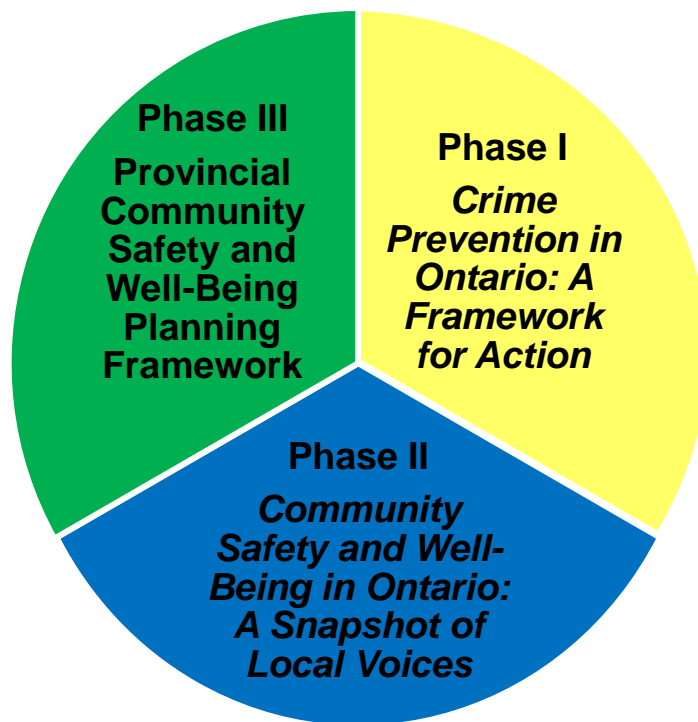 Phase I
Crime
Prevention in
Ontario: A
Framework
for Action
Phase II
Community
Safety and Well-
Being in Ontario:
A Snapshot of
Local Voices
Phase III
Provincial
Community
Safety and
Well-Being
Planning
Framework